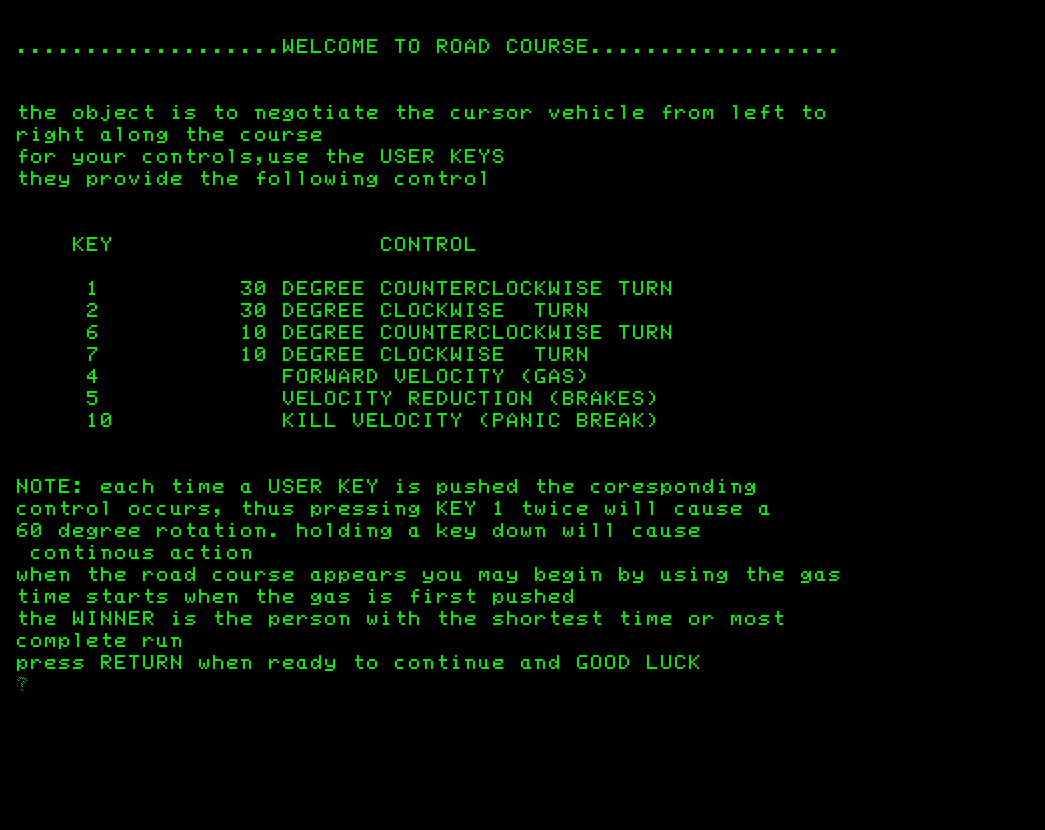 ...................WELCOME TO ROAD COURSE..................
the object is to negotiate the cursor vehicle from left to
right along the course
for your controls,use the USER KEYS
they provide the following control
KEY                   CONTROL
1          30 DEGREE COUNTERCLOCKWISE TURN
2          30 DEGREE CLOCKWISE  TURN
6          10 DEGREE COUNTERCLOCKWISE TURN
7          10 DEGREE CLOCKWISE  TURN
4             FORWARD VELOCITY (GAS)
5             VELOCITY REDUCTION (BRAKES)
10            KILL VELOCITY (PANIC BREAK)
NOTE: each time a USER KEY is pushed the coresponding
control occurs, thus pressing KEY 1 twice will cause a
60 degree rotation. holding a key down will cause
continous action
when the road course appears you may begin by using the gas
time starts when the gas is first pushed
the WINNER is the person with the shortest time or most
complete run
press RETURN when ready to continue and GOOD LUCK
?